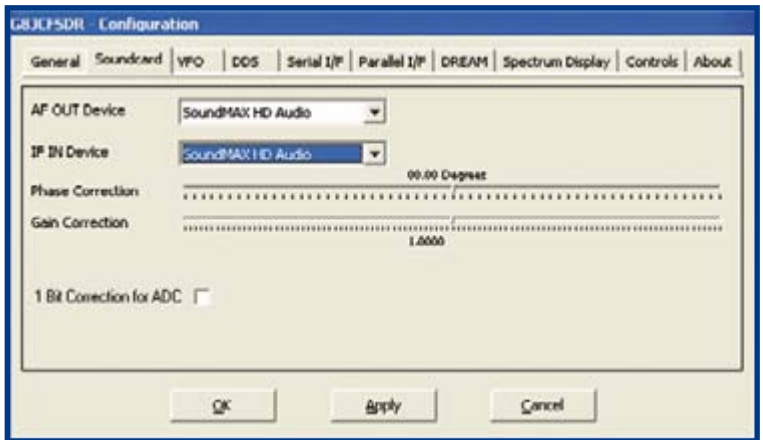 G8JCFSDR - Configuration
General Soundcard VFO DDS Serial I/F Parallel I/F DREAM Spectrum Display Controls About
AF OUT Device SoundMAX HD Audio
IF IN Device SoundMAX HD Audio
00.00 Degrees
Phase Correction
Gain Correction
1.0000
1 Bit Correction for ADC
OK Apply Cancel